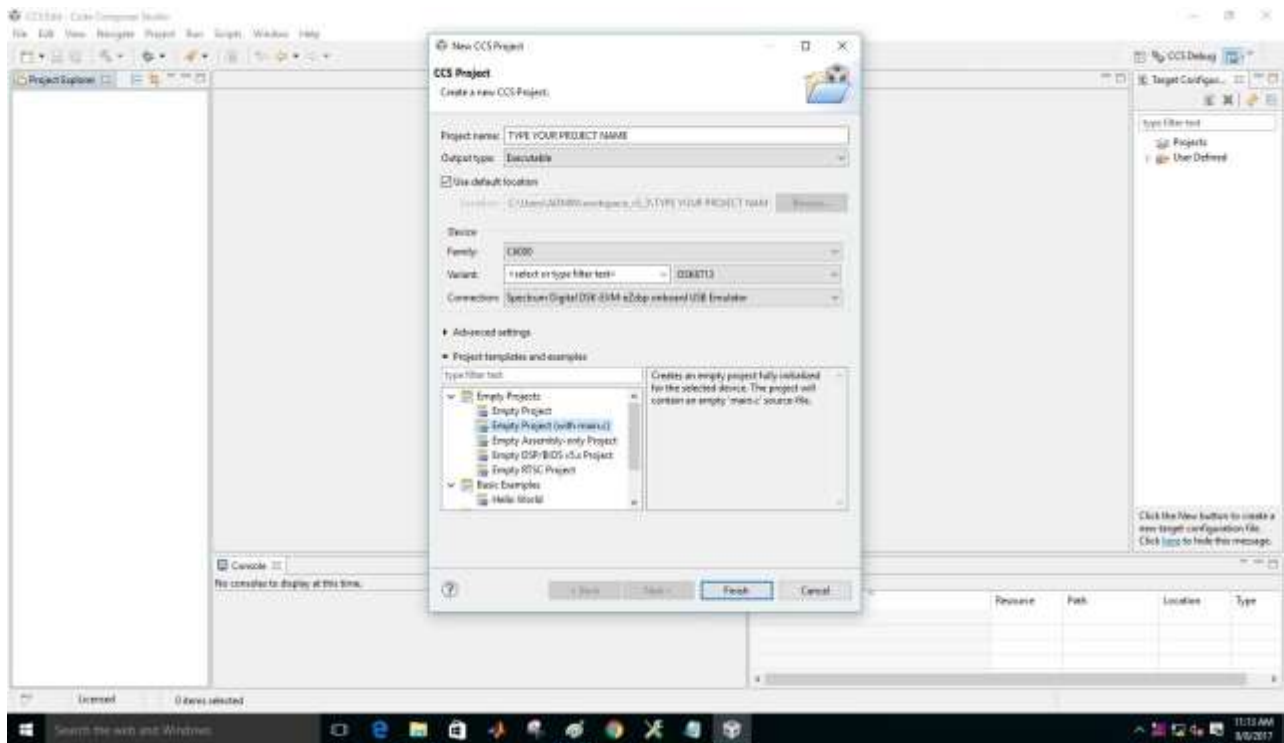 CCS Edit - Code Composer Studio
File Edit View Navigate Project Run Scripts Window Help
CCS Debug
Project Explorer
New CCS Project
CCS Project
Create a new CCS Project.
Project name: TYPE YOUR PROJECT NAME
Output type: Executable
Use default location
Browse...
Device
Family: C6000
Variant: <select or type filter text> DSK6713
Connection: Spectrum Digital DSK-EVM-eZdsp onboard USB Emulator
Advanced settings
Project templates and examples
type filter text
Empty Projects
Empty Project
Empty Project (with main.c)
Empty Assembly-only Project
Empty DSP/BIOS v5.x Project
Empty RTSC Project
Basic Examples
Hello World
Creates an empty project fully initialized
for the selected device. The project will
contain an empty 'main.c' source file.
< Back Next > Finish Cancel
Target Configur...
type filter text
Projects
User Defined
Click the New button to create a
new target configuration file.
Click here to hide this message.
Console
No consoles to display at this time.
Resource Path Location Type
Licensed 0 items selected
Search the web and Windows
11:13 AM
8/8/2017